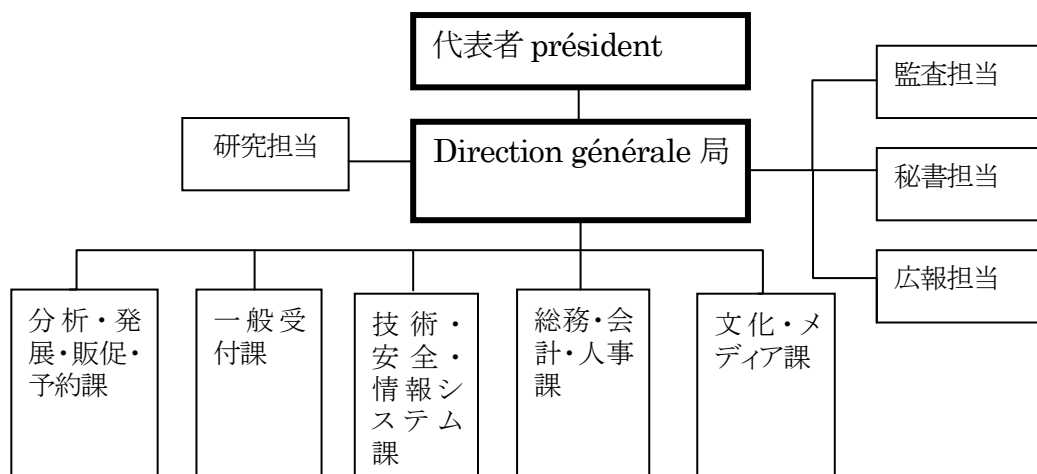 代表者 président
監査担当
研究担当
Direction générale 局
秘書担当
広報担当
分析・発
展・販促・
予約課
一般受
付課
技術・
安全・
情報シ
ステム
課
総務・会
計・人事
課
文化・メ
ディア課